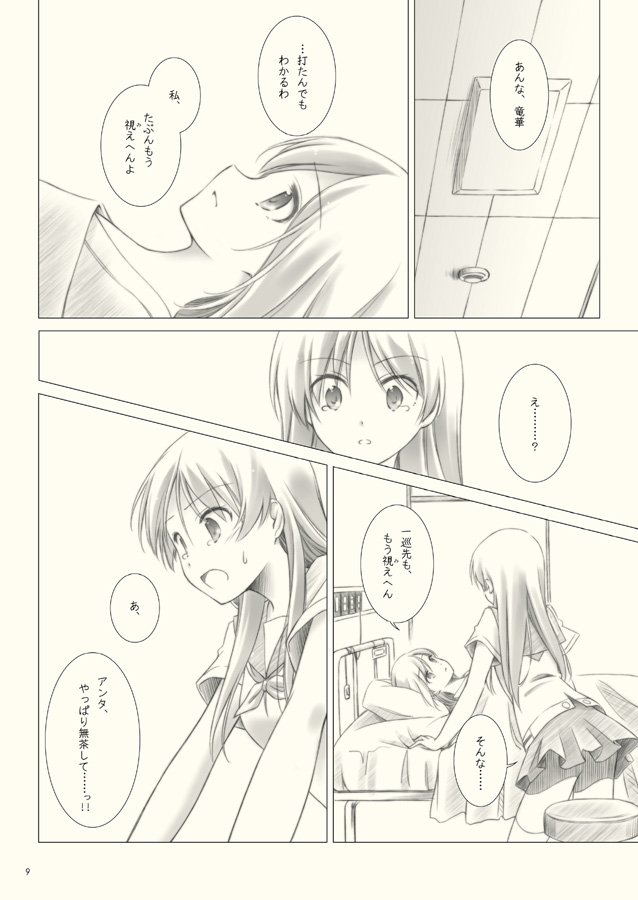 あんな、竜華
…打たんでも
わかるわ
私、
たぶんもう
視えへんよ
み
え………？
一巡先も、
もう視えへん
み
そんな……
あ、
アンタ、
やっぱり無茶して……っ!!
9